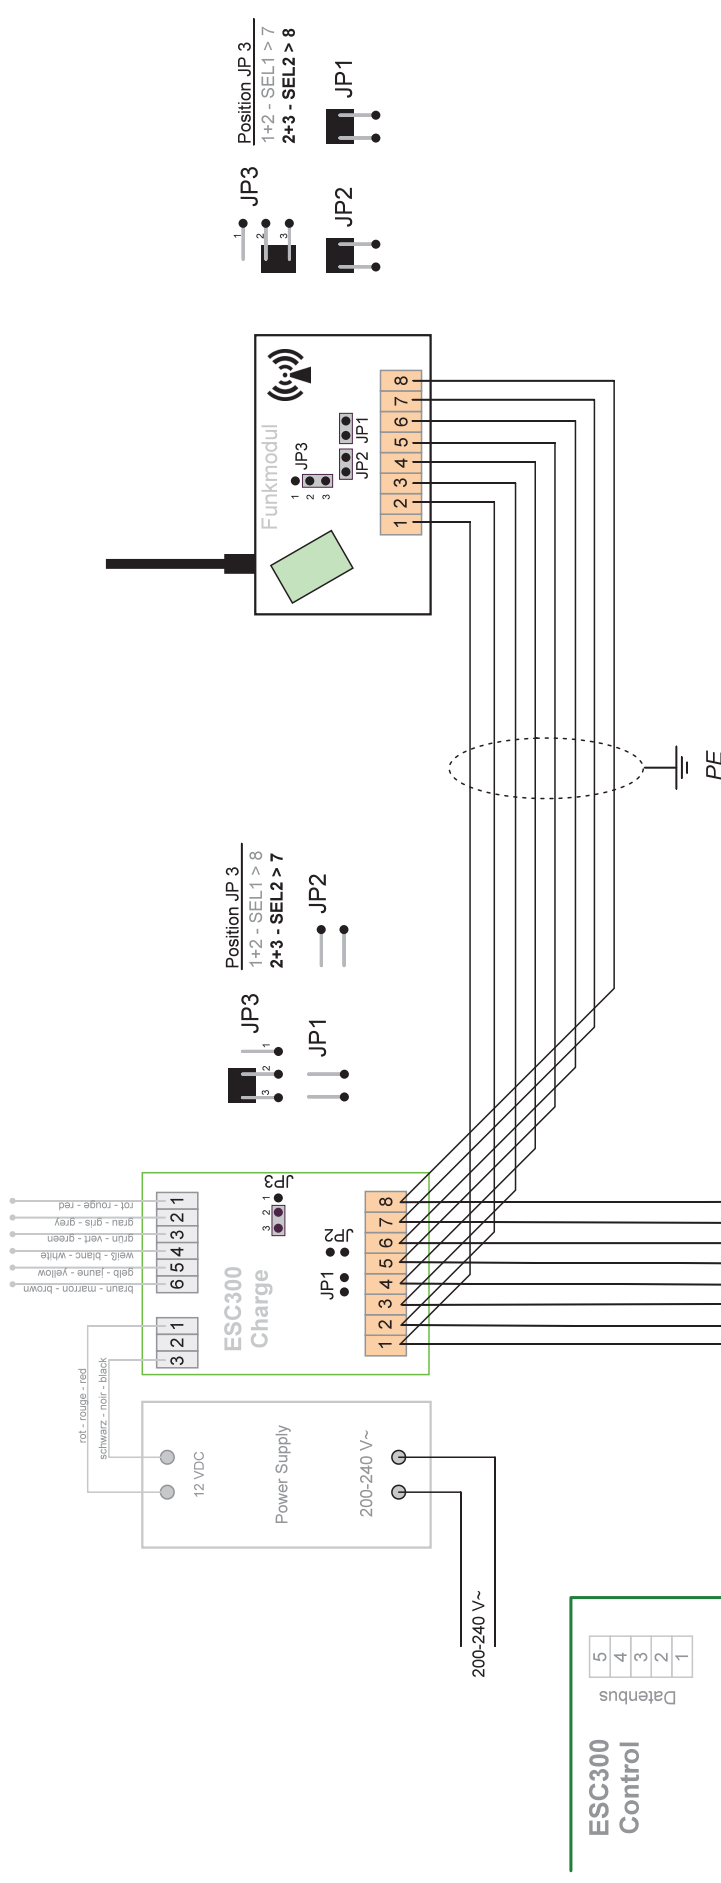 Position JP 3
1+2 - SEL1 > 7
2+3 - SEL2 > 8
JP3
1
2
3
JP1
JP2
Funkmodul
JP3
1
2
3
JP2
JP1
1
2
3
4
5
6
7
8
PE
Position JP 3
1+2 - SEL1 > 8
2+3 - SEL2 > 7
JP3
3
2
1
JP1
JP2
rot - rouge - red
grau - gris - grey
grün - vert - green
weiß - blanc - white
gelb - jaune - yellow
braun - marron - brown
6
5
4
3
2
1
3
2
1
ESC300
Charge
JP3
3
2
1
JP1
JP2
1
2
3
4
5
6
7
8
rot - rouge - red
schwarz - noir - black
12 VDC
Power Supply
200-240 V~
200-240 V~
ESC300
Control
Datenbus
5
4
3
2
1